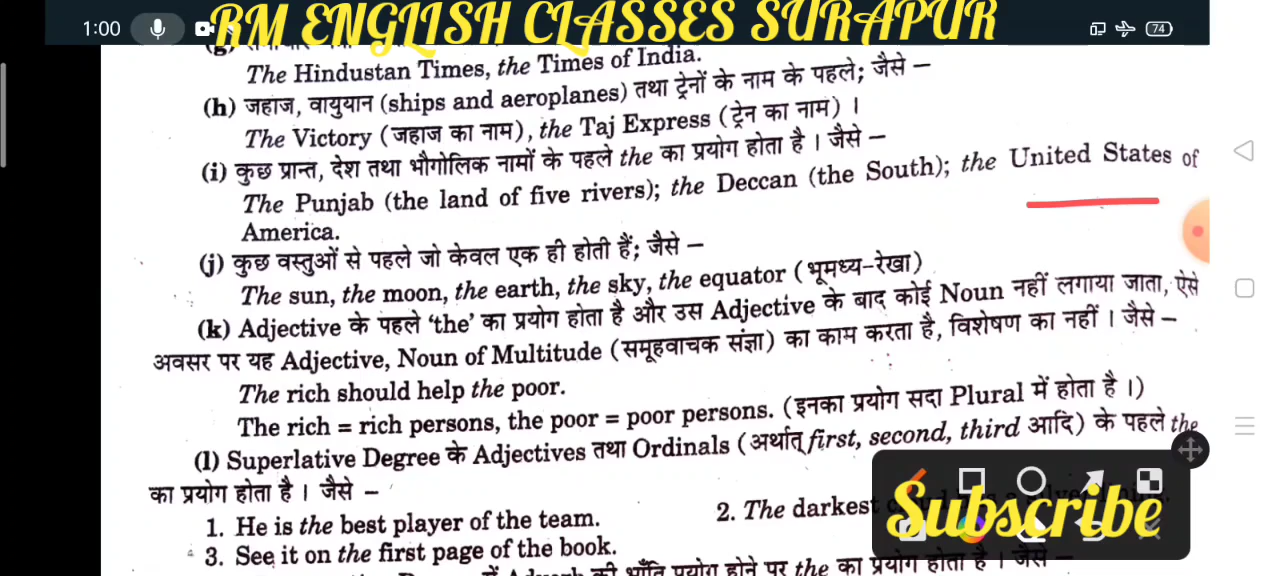 1:00
RM ENGLISH CLASSES SURAPUR
74
(g)
The Hindustan Times, the Times of India.
(h) जहाज, वायुयान (ships and aeroplanes) तथा ट्रेनों के नाम के पहले; जैसे –
The Victory (जहाज का नाम), the Taj Express (ट्रेन का नाम) ।
(i) कुछ प्रान्त, देश तथा भौगोलिक नामों के पहले the का प्रयोग होता है । जैसे –
The Punjab (the land of five rivers); the Deccan (the South); the United States of
America.
(j) कुछ वस्तुओं से पहले जो केवल एक ही होती हैं; जैसे –
The sun, the moon, the earth, the sky, the equator (भूमध्य-रेखा)
(k) Adjective के पहले ‘the’ का प्रयोग होता है और उस Adjective के बाद कोई Noun नहीं लगाया जाता, ऐसे
अवसर पर यह Adjective, Noun of Multitude (समूहवाचक संज्ञा) का काम करता है, विशेषण का नहीं । जैसे –
The rich should help the poor.
The rich = rich persons, the poor = poor persons. (इनका प्रयोग सदा Plural में होता है ।)
(l) Superlative Degree के Adjectives तथा Ordinals (अर्थात् first, second, third आदि) के पहले the
का प्रयोग होता है । जैसे –
1. He is the best player of the team.
2. The darkest
Subscribe
3. See it on the first page of the book.
की भाँति प्रयोग होने पर the का प्रयोग होता है । जैसे –